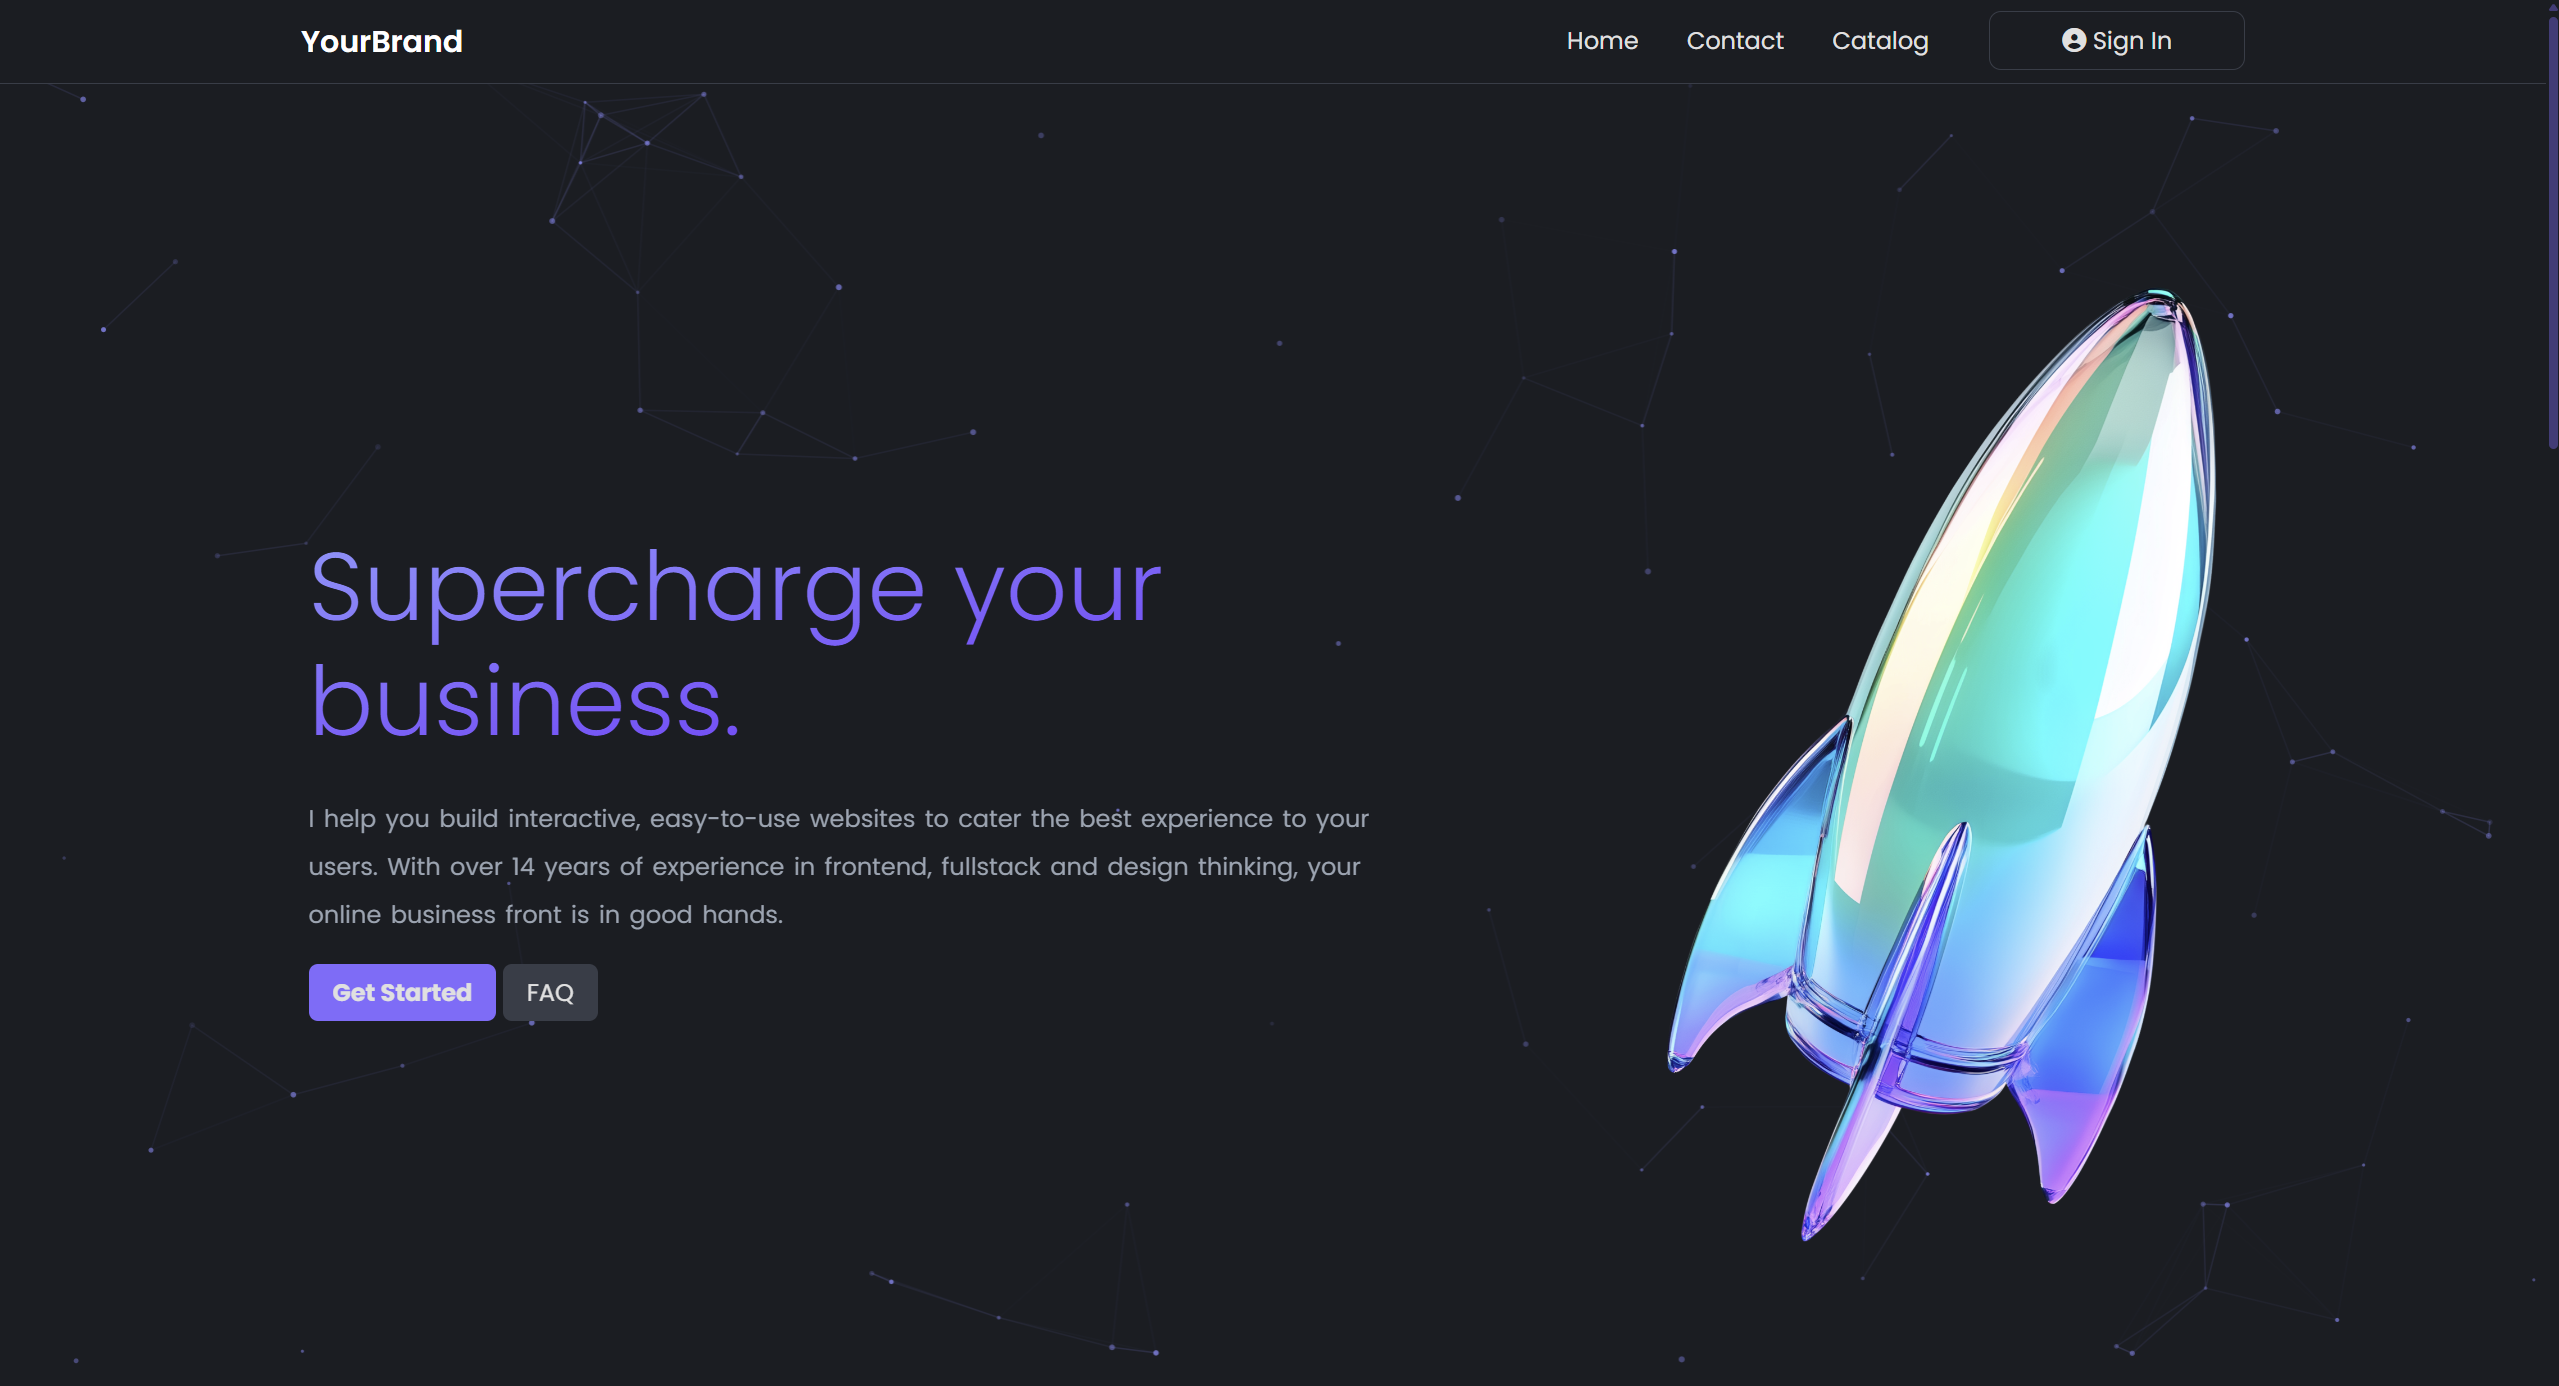 YourBrand
Home
Contact
Catalog
Sign In
Supercharge your
business.
I help you build interactive, easy-to-use websites to cater the best experience to your
users. With over 14 years of experience in frontend, fullstack and design thinking, your
online business front is in good hands.
Get Started
FAQ